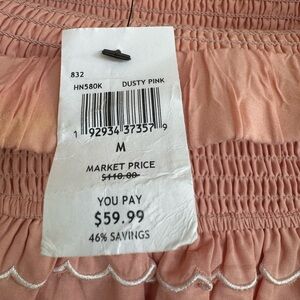 832
HN580K DUSTY PINK
1 92934 37357 9
M
MARKET PRICE
$110.00
YOU PAY
$59.99
46% SAVINGS